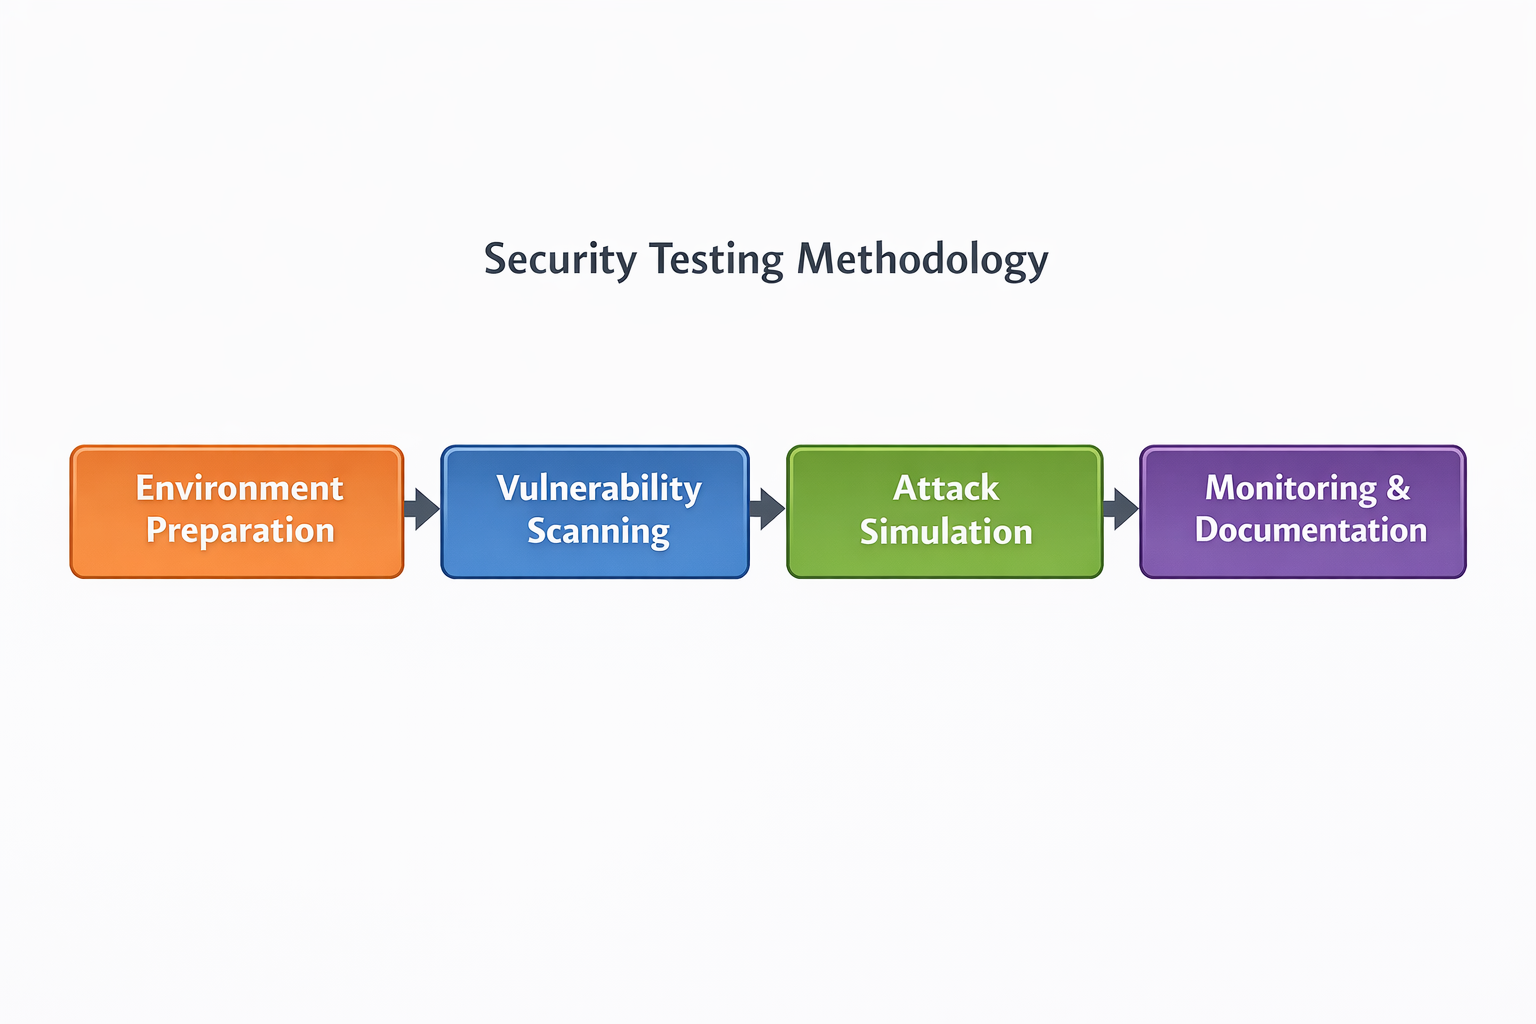 Security Testing Methodology
Environment
Preparation
Vulnerability
Scanning
Attack
Simulation
Monitoring &
Documentation